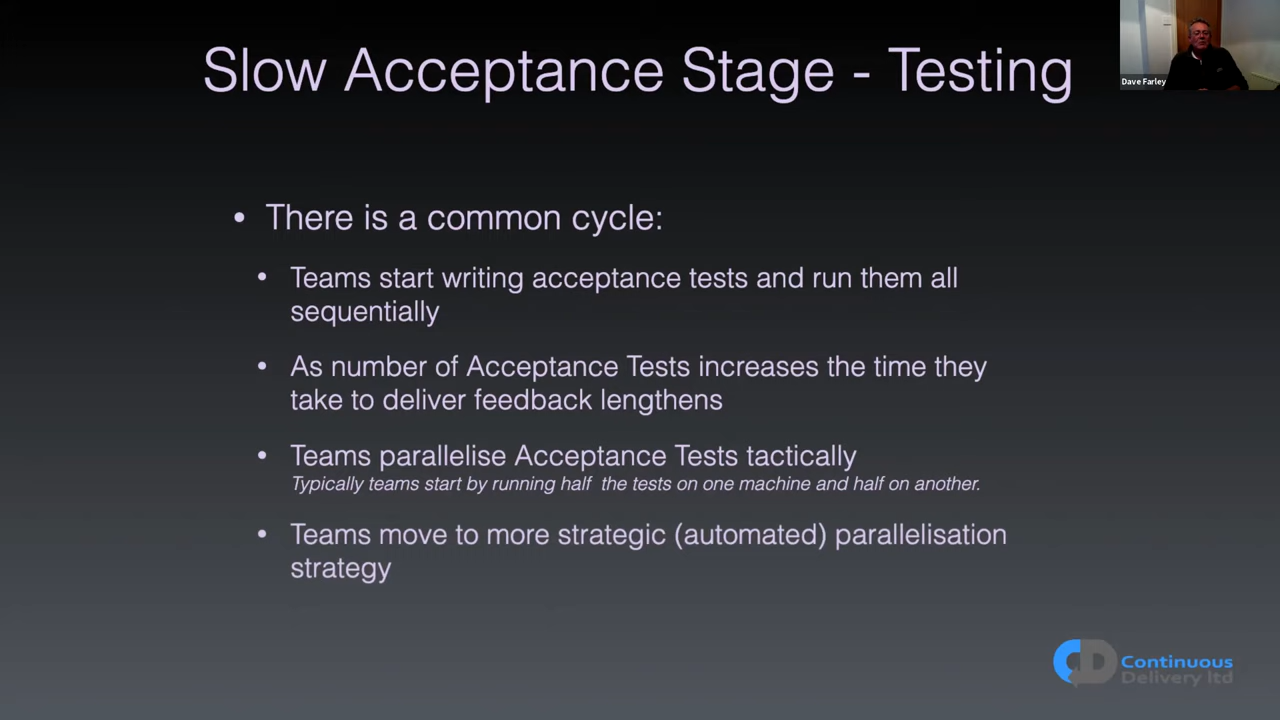 Slow Acceptance Stage - Testing
Dave Farley
• There is a common cycle:
• Teams start writing acceptance tests and run them all
sequentially
• As number of Acceptance Tests increases the time they
take to deliver feedback lengthens
• Teams parallelise Acceptance Tests tactically
Typically teams start by running half the tests on one machine and half on another.
• Teams move to more strategic (automated) parallelisation
strategy
CD
Continuous
Delivery ltd